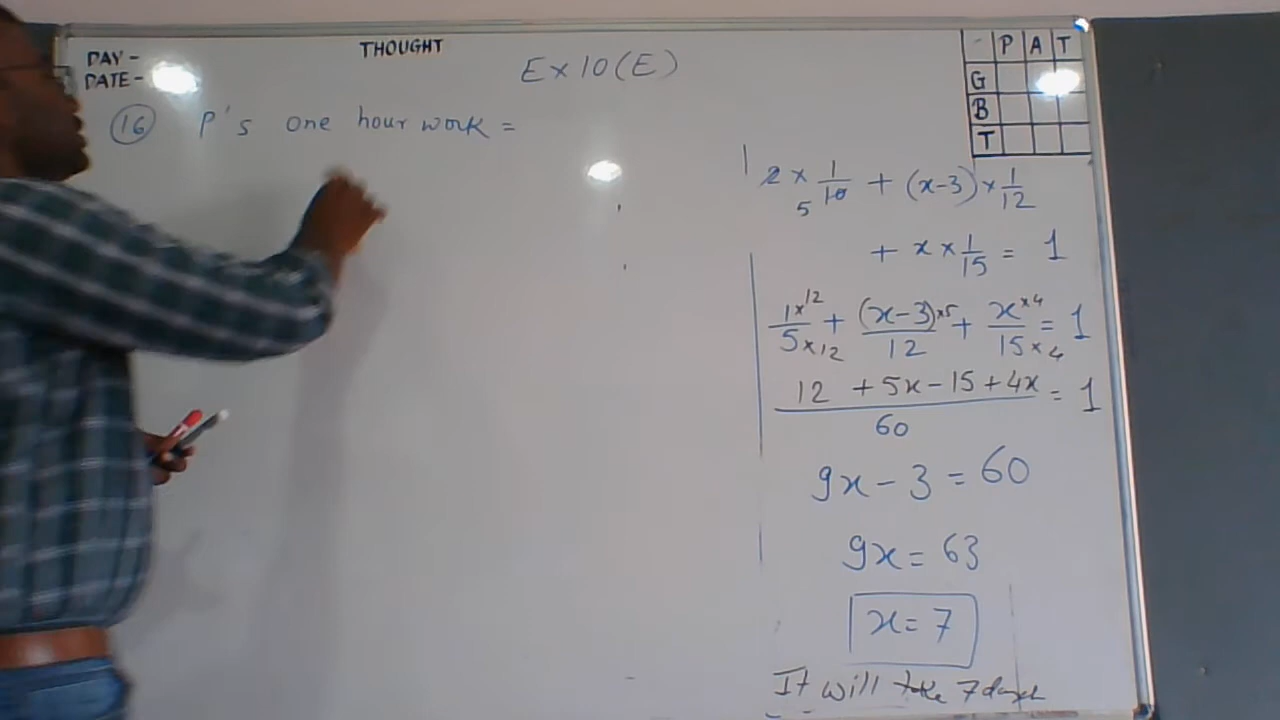 THOUGHT
DAY -
DATE -
Ex 10(E)
- P A T
G
B
T
(16) P's one hour work =
2 × 1/10 + (x-3) × 1/12
5
+ x × 1/15 = 1
1×12/5×12 + (x-3)×5/12 + x×4/15×4 = 1
12 + 5x - 15 + 4x / 60 = 1
9x - 3 = 60
9x = 63
x = 7
It will take 7 days